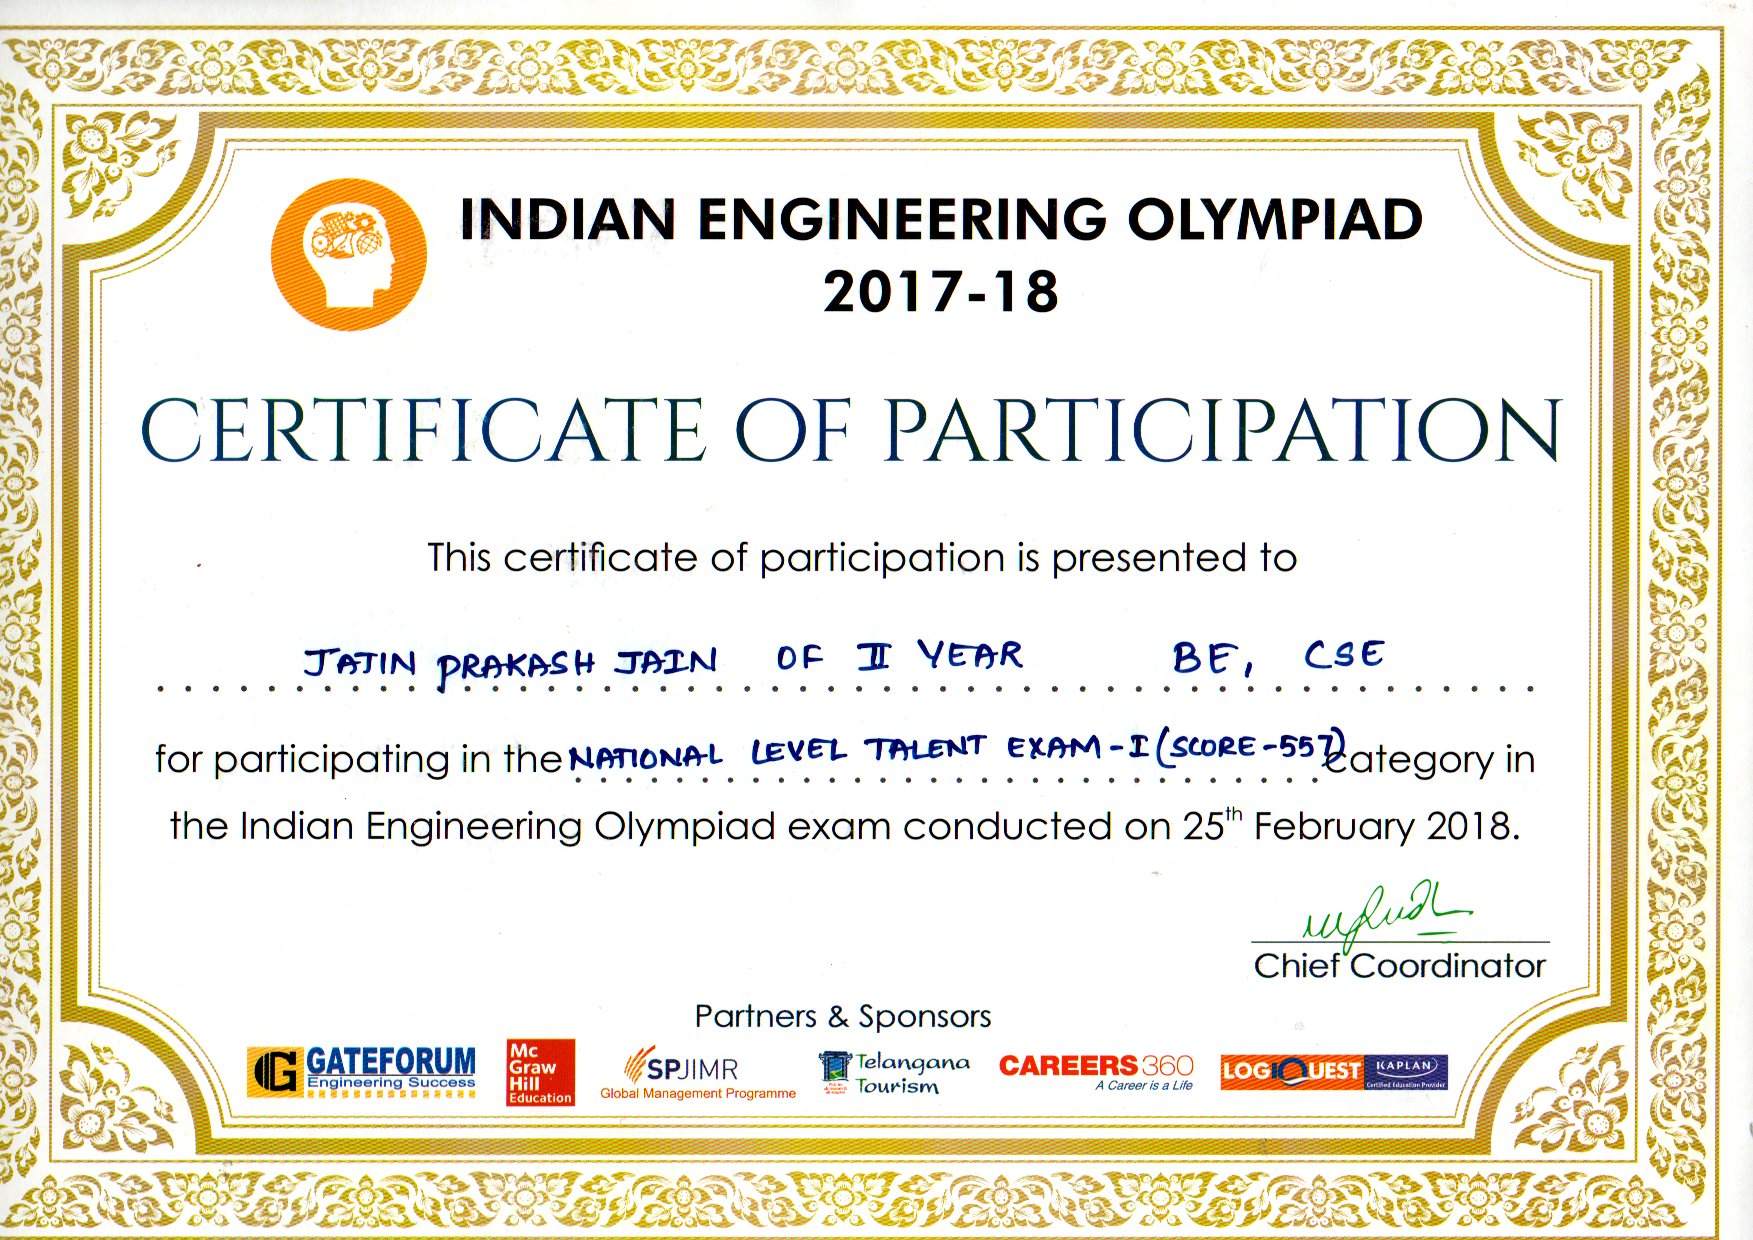 INDIAN ENGINEERING OLYMPIAD
2017-18
CERTIFICATE OF PARTICIPATION
This certificate of participation is presented to
JATIN PRAKASH JAIN OF II YEAR BE, CSE
for participating in the NATIONAL LEVEL TALENT EXAM-I (SCORE-557) category in
the Indian Engineering Olympiad exam conducted on 25th February 2018.
Chief Coordinator
Partners & Sponsors
G GATEFORUM
Engineering Success
Mc
Graw
Hill
Education
SPJIMR
Global Management Programme
Telangana
Tourism
CAREERS360
A Career is a Life
LOGIQUEST
KAPLAN
Certified Education Provider